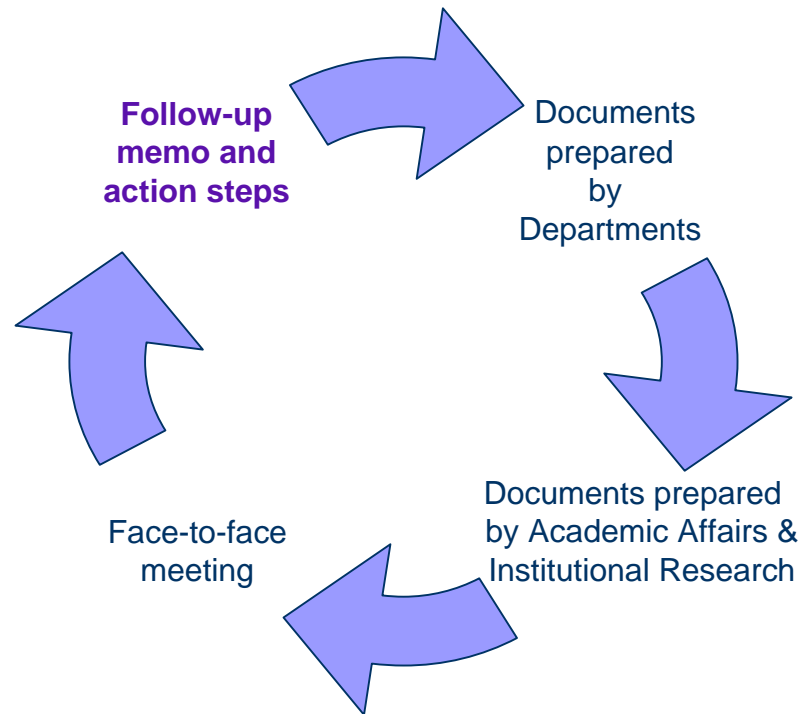 Follow-up
memo and
action steps
Documents
prepared
by
Departments
Documents prepared
by Academic Affairs &
Institutional Research
Face-to-face
meeting